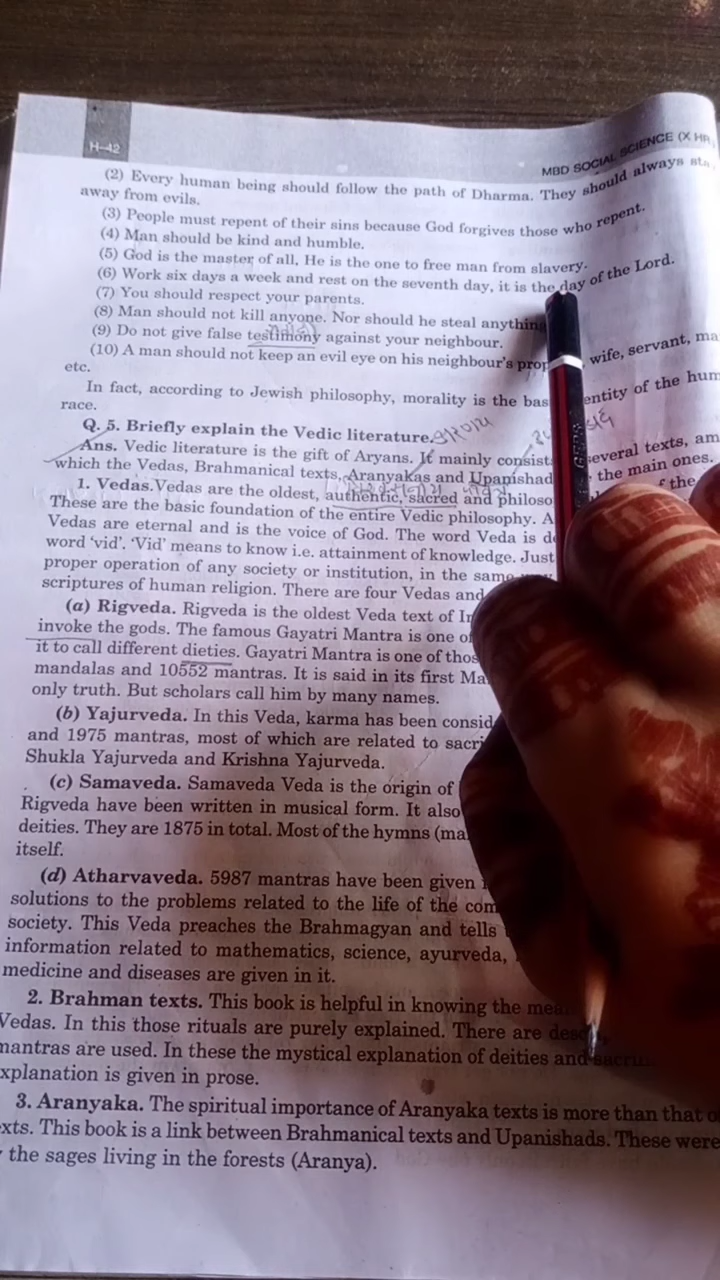 H-42
MBD SOCIAL SCIENCE (X HR
(2) Every human being should follow the path of Dharma. They should always sta
away from evils.
(3) People must repent of their sins because God forgives those who repent.
(4) Man should be kind and humble.
(5) God is the master of all. He is the one to free man from slavery.
(6) Work six days a week and rest on the seventh day, it is the day of the Lord.
(7) You should respect your parents.
(8) Man should not kill anyone. Nor should he steal anything
(9) Do not give false testimony against your neighbour.
(10) A man should not keep an evil eye on his neighbour's prop wife, servant, ma
etc.
In fact, according to Jewish philosophy, morality is the bas entity of the hum
race.
Q. 5. Briefly explain the Vedic literature.
Ans. Vedic literature is the gift of Aryans. It mainly consist several texts, am
which the Vedas, Brahmanical texts, Aranyakas and Upanishad the main ones.
1. Vedas. Vedas are the oldest, authentic, sacred and philoso f the
These are the basic foundation of the entire Vedic philosophy. A
Vedas are eternal and is the voice of God. The word Veda is d
word 'vid'. 'Vid' means to know i.e. attainment of knowledge. Just
proper operation of any society or institution, in the same
scriptures of human religion. There are four Vedas and
(a) Rigveda. Rigveda is the oldest Veda text of In
invoke the gods. The famous Gayatri Mantra is one of
it to call different dieties. Gayatri Mantra is one of thos
mandalas and 10552 mantras. It is said in its first Ma
only truth. But scholars call him by many names.
(b) Yajurveda. In this Veda, karma has been consid
and 1975 mantras, most of which are related to sacri
Shukla Yajurveda and Krishna Yajurveda.
(c) Samaveda. Samaveda Veda is the origin of
Rigveda have been written in musical form. It also
deities. They are 1875 in total. Most of the hymns (ma
itself.
(d) Atharvaveda. 5987 mantras have been given
solutions to the problems related to the life of the com
society. This Veda preaches the Brahmagyan and tells
information related to mathematics, science, ayurveda,
medicine and diseases are given in it.
2. Brahman texts. This book is helpful in knowing the mea
Vedas. In this those rituals are purely explained. There are
mantras are used. In these the mystical explanation of deities and sacri
xplanation is given in prose.
3. Aranyaka. The spiritual importance of Aranyaka texts is more than that o
exts. This book is a link between Brahmanical texts and Upanishads. These were
the sages living in the forests (Aranya).